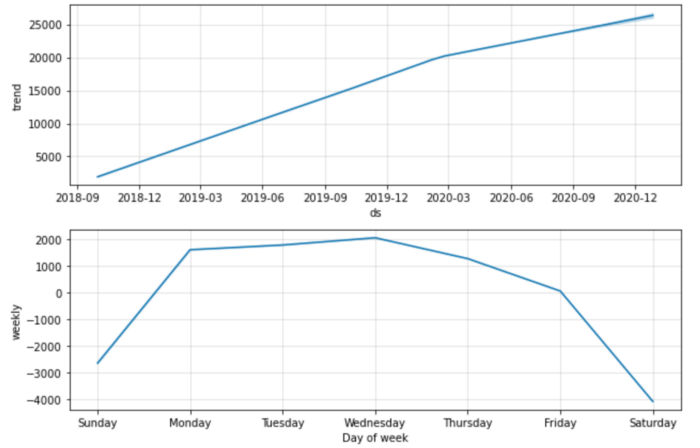 25000
20000
15000
10000
5000
trend
2018-09 2018-12 2019-03 2019-06 2019-09 2019-12 2020-03 2020-06 2020-09 2020-12
ds
2000
1000
0
−1000
−2000
−3000
−4000
weekly
Sunday Monday Tuesday Wednesday Thursday Friday Saturday
Day of week